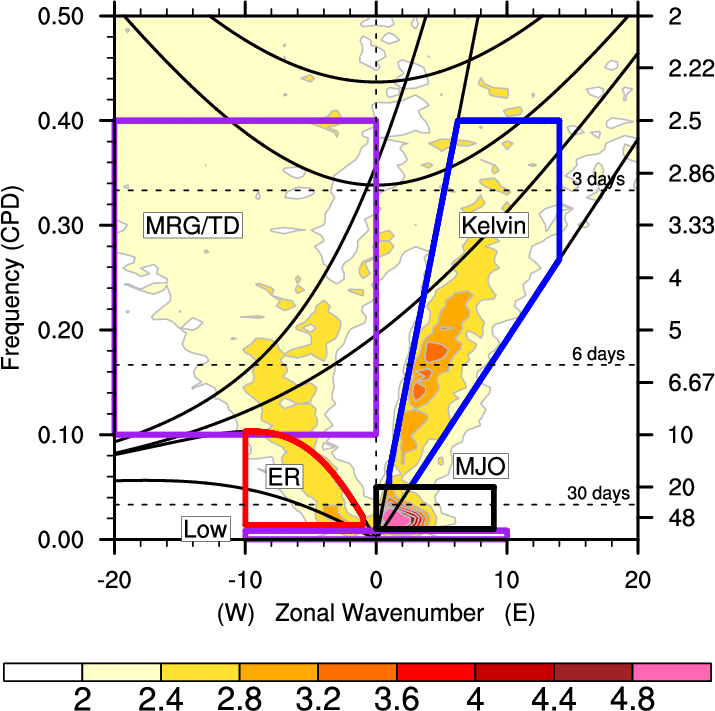 0.50
2
2.22
0.40
2.5
3 days
2.86
MRG/TD
Kelvin
0.30
3.33
Frequency (CPD)
4
0.20
5
6 days
6.67
0.10
10
MJO
ER
20
30 days
48
Low
0.00
-20 -10 0 10 20
(W) Zonal Wavenumber (E)
2 2.4 2.8 3.2 3.6 4 4.4 4.8